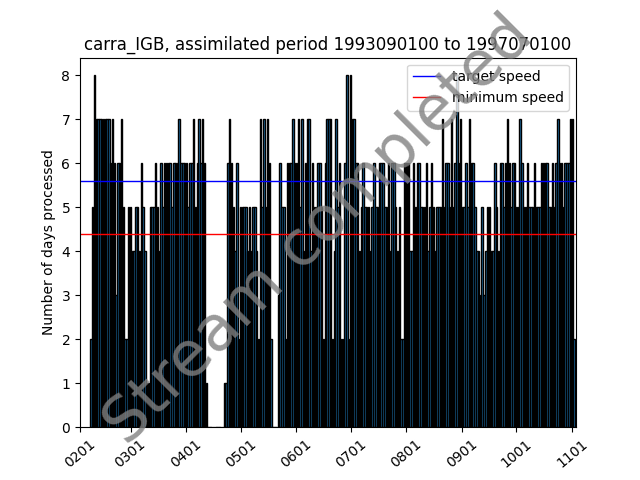 carra_IGB, assimilated period 1993090100 to 1997070100
target speed
minimum speed
Number of days processed
8
7
6
5
4
3
2
1
0
0201 0301 0401 0501 0601 0701 0801 0901 1001 1101
Stream completed